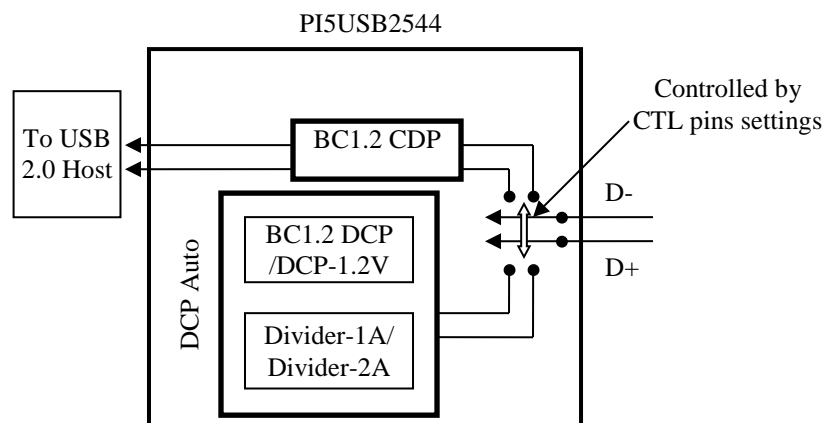 PI5USB2544
To USB
2.0 Host
BC1.2 CDP
Controlled by
CTL pins settings
D-
D+
DCP Auto
BC1.2 DCP
/DCP-1.2V
Divider-1A/
Divider-2A